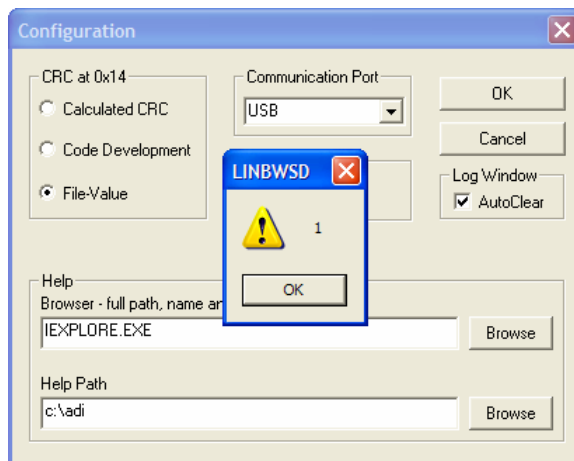 Configuration
CRC at 0x14
Calculated CRC
Code Development
File-Value
Communication Port
USB
OK
Cancel
Log Window
AutoClear
LINBWSD
1
OK
Help
Browser - full path, name an
IEXPLORE.EXE
Browse
Help Path
c:\adi
Browse